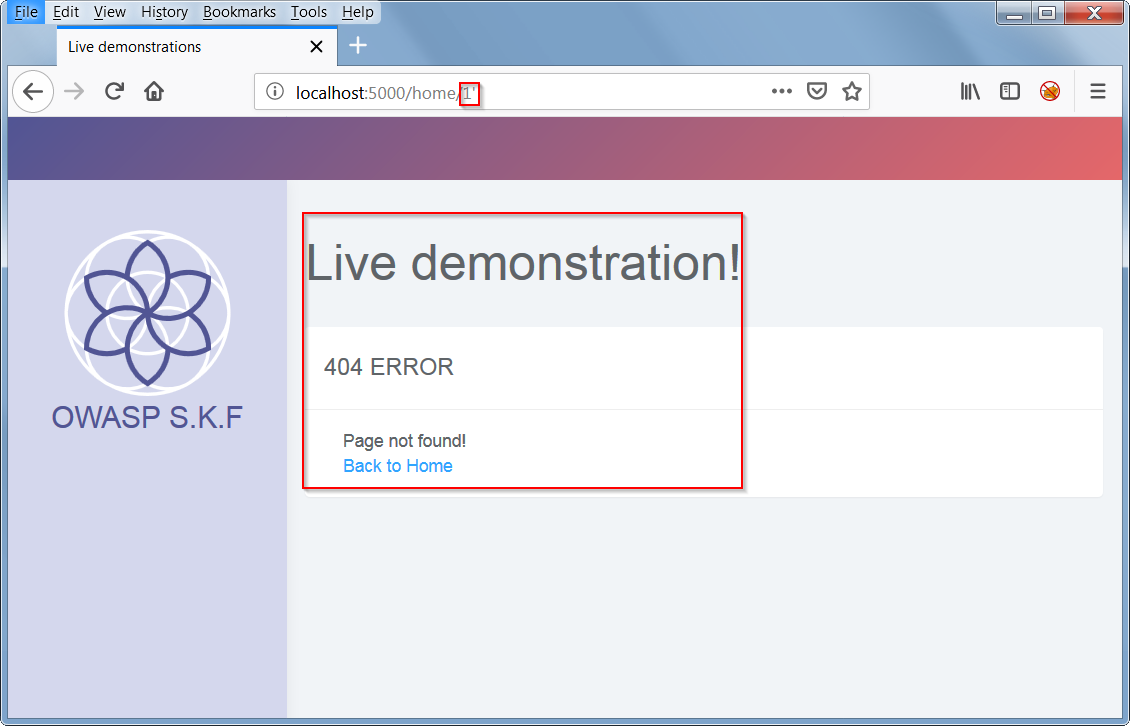 File Edit View History Bookmarks Tools Help
Live demonstrations
localhost:5000/home/1'
OWASP S.K.F
Live demonstration!
404 ERROR
Page not found!
Back to Home